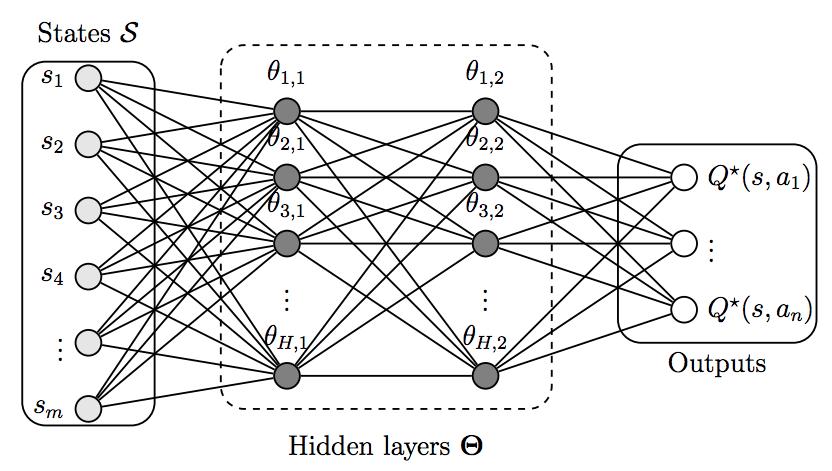 States 𝓢
s₁
s₂
s₃
s₄
⋮
sₘ
θ₁,₁
θ₂,₁
θ₃,₁
⋮
θ_H,₁
θ₁,₂
θ₂,₂
θ₃,₂
⋮
θ_H,₂
Hidden layers Θ
Q⋆(s, a₁)
⋮
Q⋆(s, aₙ)
Outputs